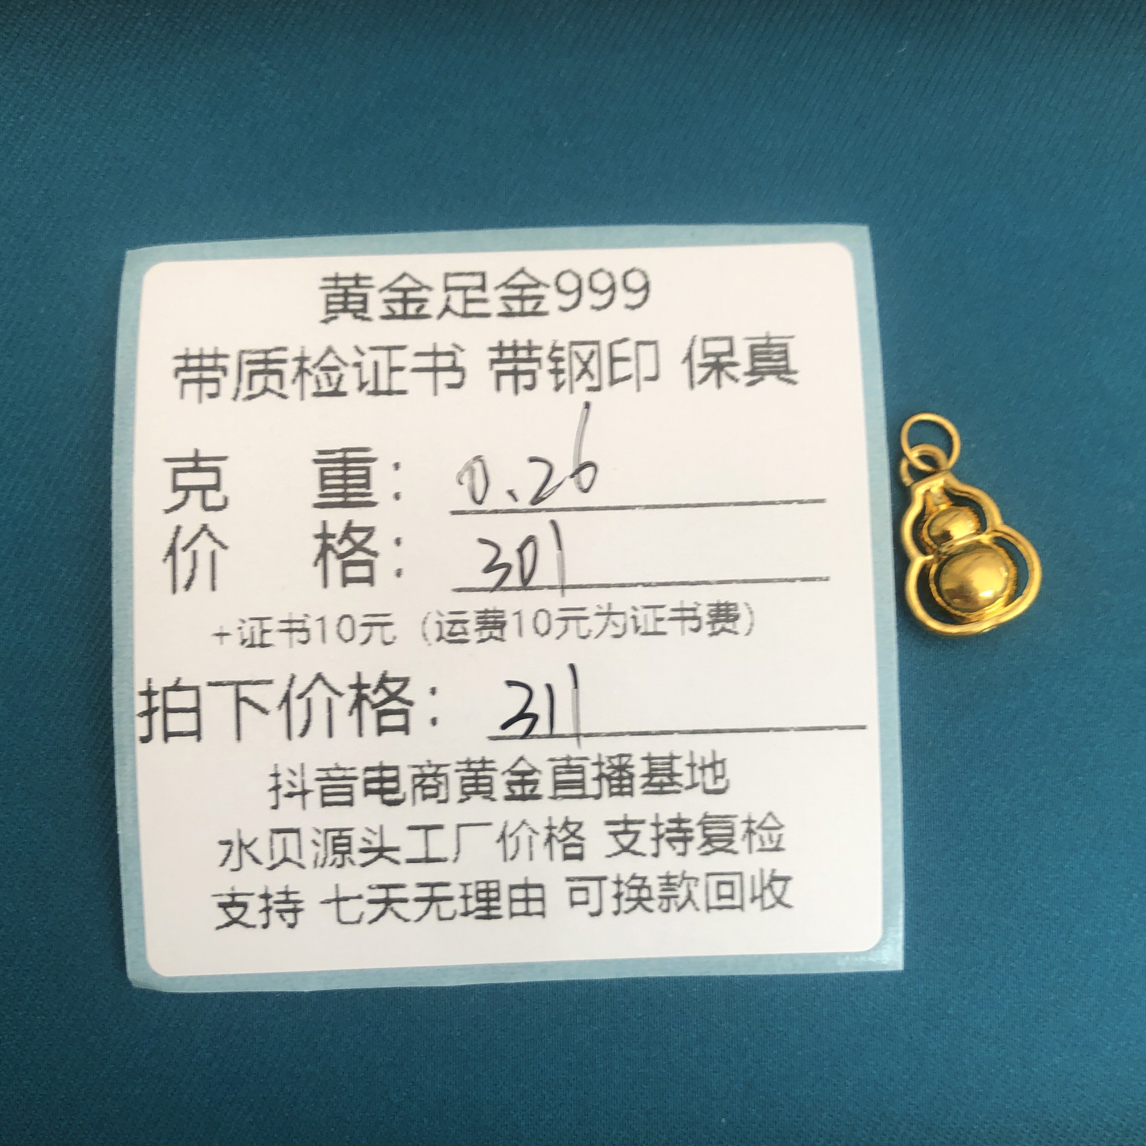 黄金足金999
带质检证书 带钢印 保真
克 重：0.26
价 格：301
+证书10元（运费10元为证书费）
拍下价格：311
抖音电商黄金直播基地
水贝源头工厂价格 支持复检
支持 七天无理由 可换款回收